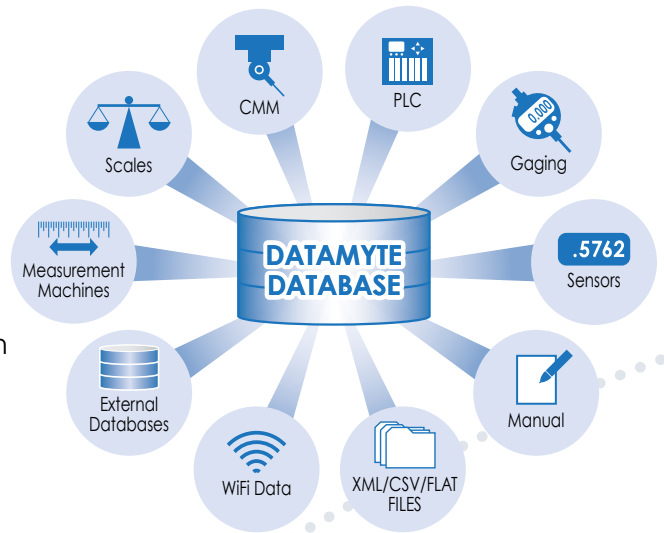 CMM
PLC
Scales
0.000
Gaging
Measurement
Machines
DATAMYTE
DATABASE
.5762
Sensors
n
External
Databases
Manual
WiFi Data
XML/CSV/FLAT
FILES